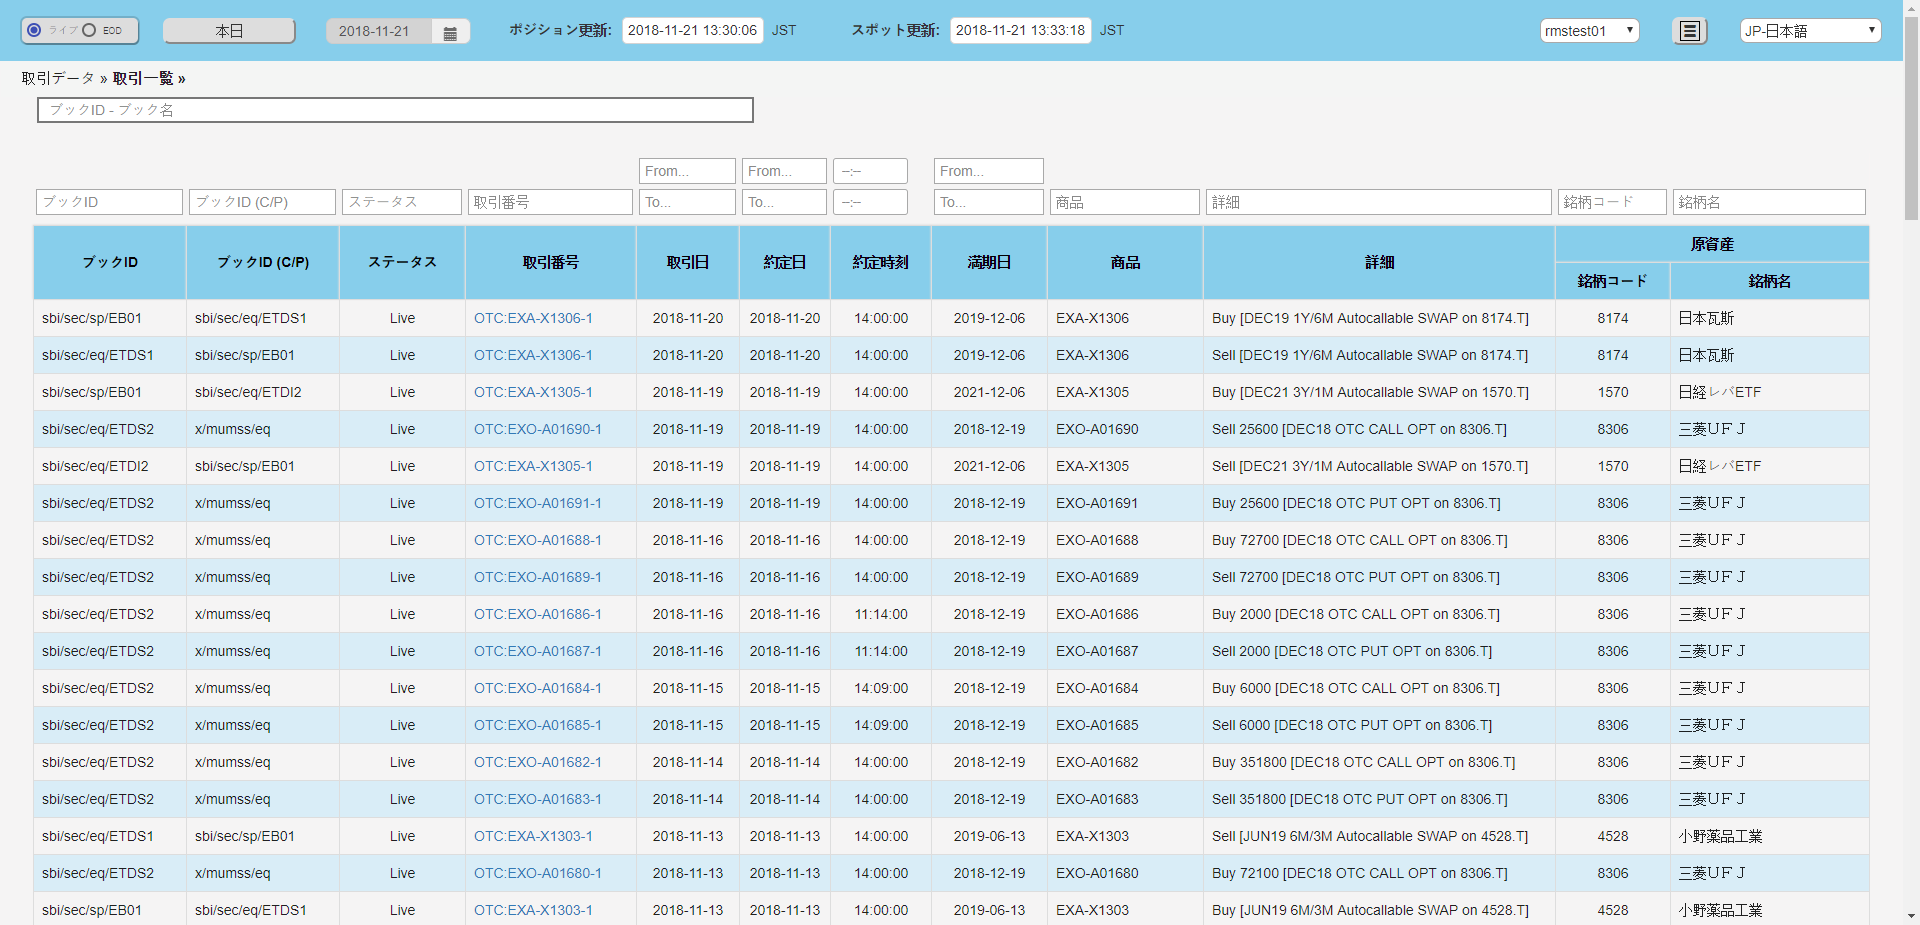 ライブ EOD 本日 2018-11-21 ポジション更新: 2018-11-21 13:30:06 JST スポット更新: 2018-11-21 13:33:18 JST rmstest01 JP-日本語
取引データ » 取引一覧 »
ブックID - ブック名
From... From... --:-- From...
ブックID ブックID (C/P) ステータス 取引番号 To... To... --:-- To... 商品 詳細 銘柄コード 銘柄名
ブックID ブックID (C/P) ステータス 取引番号 取引日 約定日 約定時刻 満期日 商品 詳細 原資産
銘柄コード 銘柄名
sbi/sec/sp/EB01 sbi/sec/eq/ETDS1 Live OTC:EXA-X1306-1 2018-11-20 2018-11-20 14:00:00 2019-12-06 EXA-X1306 Buy [DEC19 1Y/6M Autocallable SWAP on 8174.T] 8174 日本瓦斯
sbi/sec/eq/ETDS1 sbi/sec/sp/EB01 Live OTC:EXA-X1306-1 2018-11-20 2018-11-20 14:00:00 2019-12-06 EXA-X1306 Sell [DEC19 1Y/6M Autocallable SWAP on 8174.T] 8174 日本瓦斯
sbi/sec/sp/EB01 sbi/sec/eq/ETDI2 Live OTC:EXA-X1305-1 2018-11-19 2018-11-19 14:00:00 2021-12-06 EXA-X1305 Buy [DEC21 3Y/1M Autocallable SWAP on 1570.T] 1570 日経レバETF
sbi/sec/eq/ETDS2 x/mumss/eq Live OTC:EXO-A01690-1 2018-11-19 2018-11-19 14:00:00 2018-12-19 EXO-A01690 Sell 25600 [DEC18 OTC CALL OPT on 8306.T] 8306 三菱ＵＦＪ
sbi/sec/eq/ETDI2 sbi/sec/sp/EB01 Live OTC:EXA-X1305-1 2018-11-19 2018-11-19 14:00:00 2021-12-06 EXA-X1305 Sell [DEC21 3Y/1M Autocallable SWAP on 1570.T] 1570 日経レバETF
sbi/sec/eq/ETDS2 x/mumss/eq Live OTC:EXO-A01691-1 2018-11-19 2018-11-19 14:00:00 2018-12-19 EXO-A01691 Buy 25600 [DEC18 OTC PUT OPT on 8306.T] 8306 三菱ＵＦＪ
sbi/sec/eq/ETDS2 x/mumss/eq Live OTC:EXO-A01688-1 2018-11-16 2018-11-16 14:00:00 2018-12-19 EXO-A01688 Buy 72700 [DEC18 OTC CALL OPT on 8306.T] 8306 三菱ＵＦＪ
sbi/sec/eq/ETDS2 x/mumss/eq Live OTC:EXO-A01689-1 2018-11-16 2018-11-16 14:00:00 2018-12-19 EXO-A01689 Sell 72700 [DEC18 OTC PUT OPT on 8306.T] 8306 三菱ＵＦＪ
sbi/sec/eq/ETDS2 x/mumss/eq Live OTC:EXO-A01686-1 2018-11-16 2018-11-16 11:14:00 2018-12-19 EXO-A01686 Buy 2000 [DEC18 OTC CALL OPT on 8306.T] 8306 三菱ＵＦＪ
sbi/sec/eq/ETDS2 x/mumss/eq Live OTC:EXO-A01687-1 2018-11-16 2018-11-16 11:14:00 2018-12-19 EXO-A01687 Sell 2000 [DEC18 OTC PUT OPT on 8306.T] 8306 三菱ＵＦＪ
sbi/sec/eq/ETDS2 x/mumss/eq Live OTC:EXO-A01684-1 2018-11-15 2018-11-15 14:09:00 2018-12-19 EXO-A01684 Buy 6000 [DEC18 OTC CALL OPT on 8306.T] 8306 三菱ＵＦＪ
sbi/sec/eq/ETDS2 x/mumss/eq Live OTC:EXO-A01685-1 2018-11-15 2018-11-15 14:09:00 2018-12-19 EXO-A01685 Sell 6000 [DEC18 OTC PUT OPT on 8306.T] 8306 三菱ＵＦＪ
sbi/sec/eq/ETDS2 x/mumss/eq Live OTC:EXO-A01682-1 2018-11-14 2018-11-14 14:00:00 2018-12-19 EXO-A01682 Buy 351800 [DEC18 OTC CALL OPT on 8306.T] 8306 三菱ＵＦＪ
sbi/sec/eq/ETDS2 x/mumss/eq Live OTC:EXO-A01683-1 2018-11-14 2018-11-14 14:00:00 2018-12-19 EXO-A01683 Sell 351800 [DEC18 OTC PUT OPT on 8306.T] 8306 三菱ＵＦＪ
sbi/sec/eq/ETDS1 sbi/sec/sp/EB01 Live OTC:EXA-X1303-1 2018-11-13 2018-11-13 14:00:00 2019-06-13 EXA-X1303 Sell [JUN19 6M/3M Autocallable SWAP on 4528.T] 4528 小野薬品工業
sbi/sec/eq/ETDS2 x/mumss/eq Live OTC:EXO-A01680-1 2018-11-13 2018-11-13 14:00:00 2018-12-19 EXO-A01680 Buy 72100 [DEC18 OTC CALL OPT on 8306.T] 8306 三菱ＵＦＪ
sbi/sec/sp/EB01 sbi/sec/eq/ETDS1 Live OTC:EXA-X1303-1 2018-11-13 2018-11-13 14:00:00 2019-06-13 EXA-X1303 Buy [JUN19 6M/3M Autocallable SWAP on 4528.T] 4528 小野薬品工業